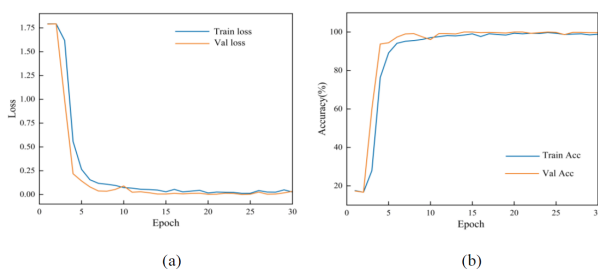 1.75
1.50
1.25
1.00
0.75
0.50
0.25
0.00
Loss
Train loss
Val loss
0 5 10 15 20 25 30
Epoch
(a)
100
80
60
40
20
Accuracy(%)
Train Acc
Val Acc
0 5 10 15 20 25 30
Epoch
(b)